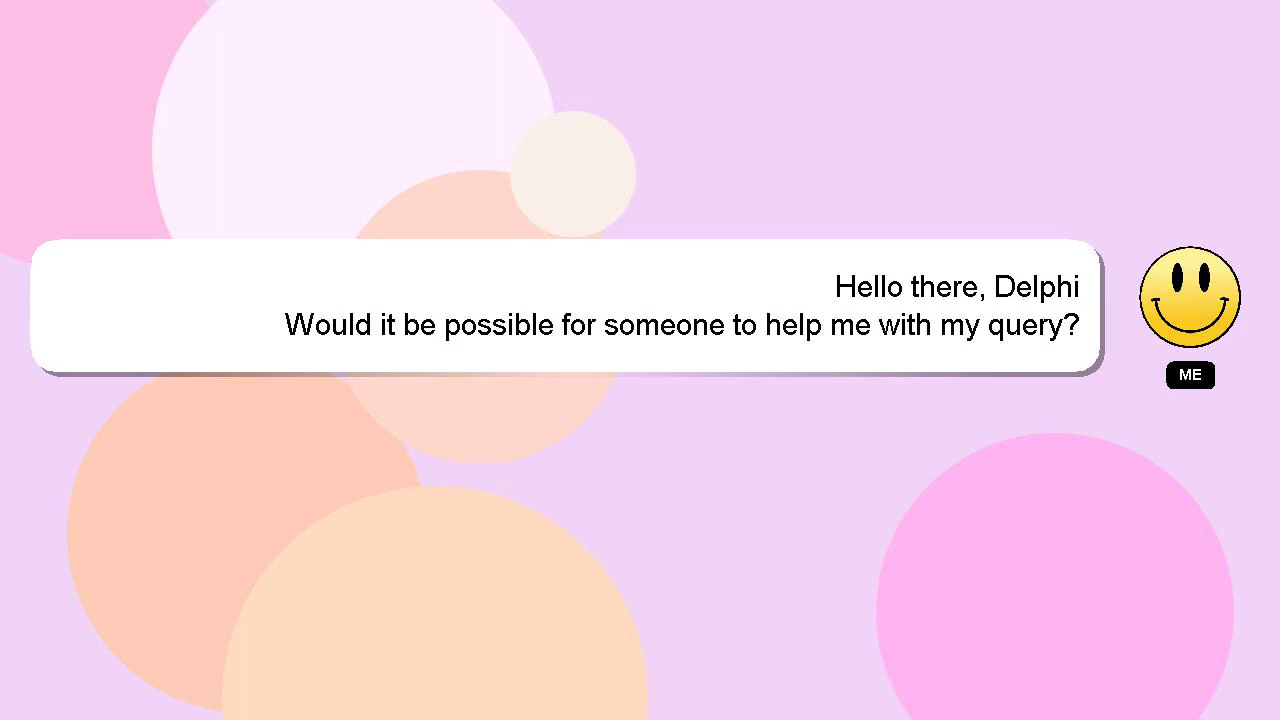 Hello there, Delphi
Would it be possible for someone to help me with my query?
ME